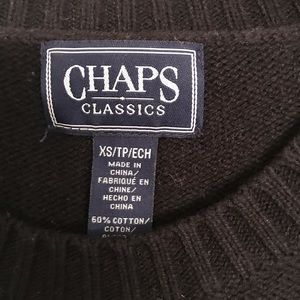 CHAPS
CLASSICS
XS/TP/ECH
MADE IN
CHINA/
FABRIQUÉ EN
CHINE/
HECHO EN
CHINA
60% COTTON/
COTON/